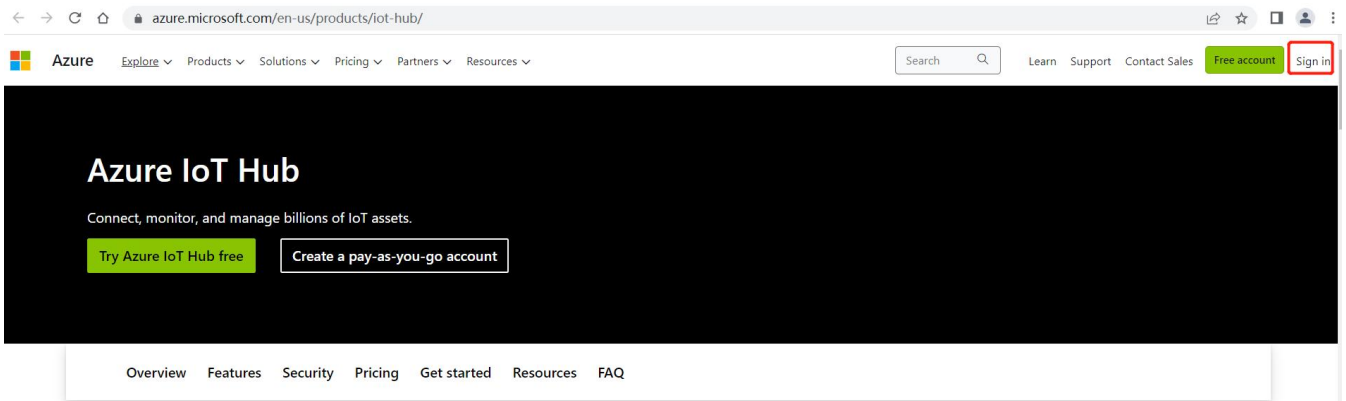 azure.microsoft.com/en-us/products/iot-hub/
Azure Explore Products Solutions Pricing Partners Resources Search Learn Support Contact Sales Free account Sign in
Azure IoT Hub
Connect, monitor, and manage billions of IoT assets.
Try Azure IoT Hub free Create a pay-as-you-go account
Overview Features Security Pricing Get started Resources FAQ